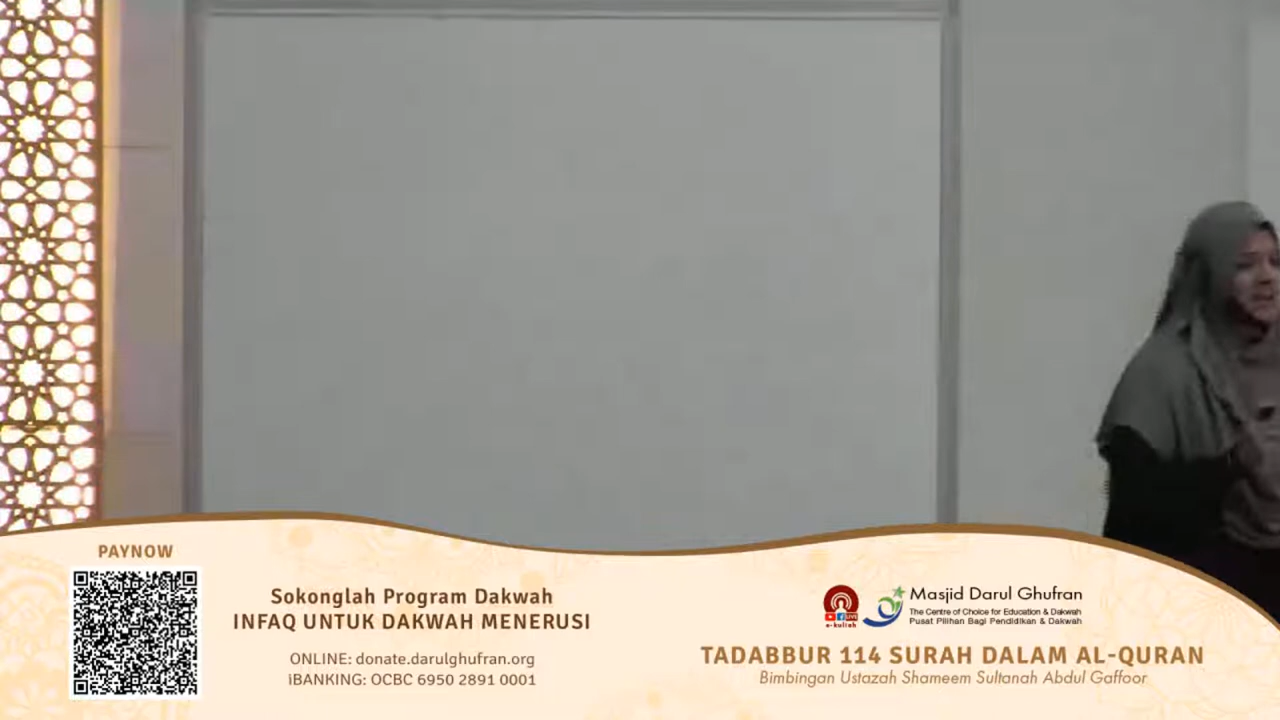 PAYNOW
Sokonglah Program Dakwah
INFAQ UNTUK DAKWAH MENERUSI
ONLINE: donate.darulghufran.org
iBANKING: OCBC 6950 2891 0001
e-kuliah
Masjid Darul Ghufran
The Centre of Choice for Education & Dakwah
Pusat Pilihan Bagi Pendidikan & Dakwah
TADABBUR 114 SURAH DALAM AL-QURAN
Bimbingan Ustazah Shameem Sultanah Abdul Gaffoor